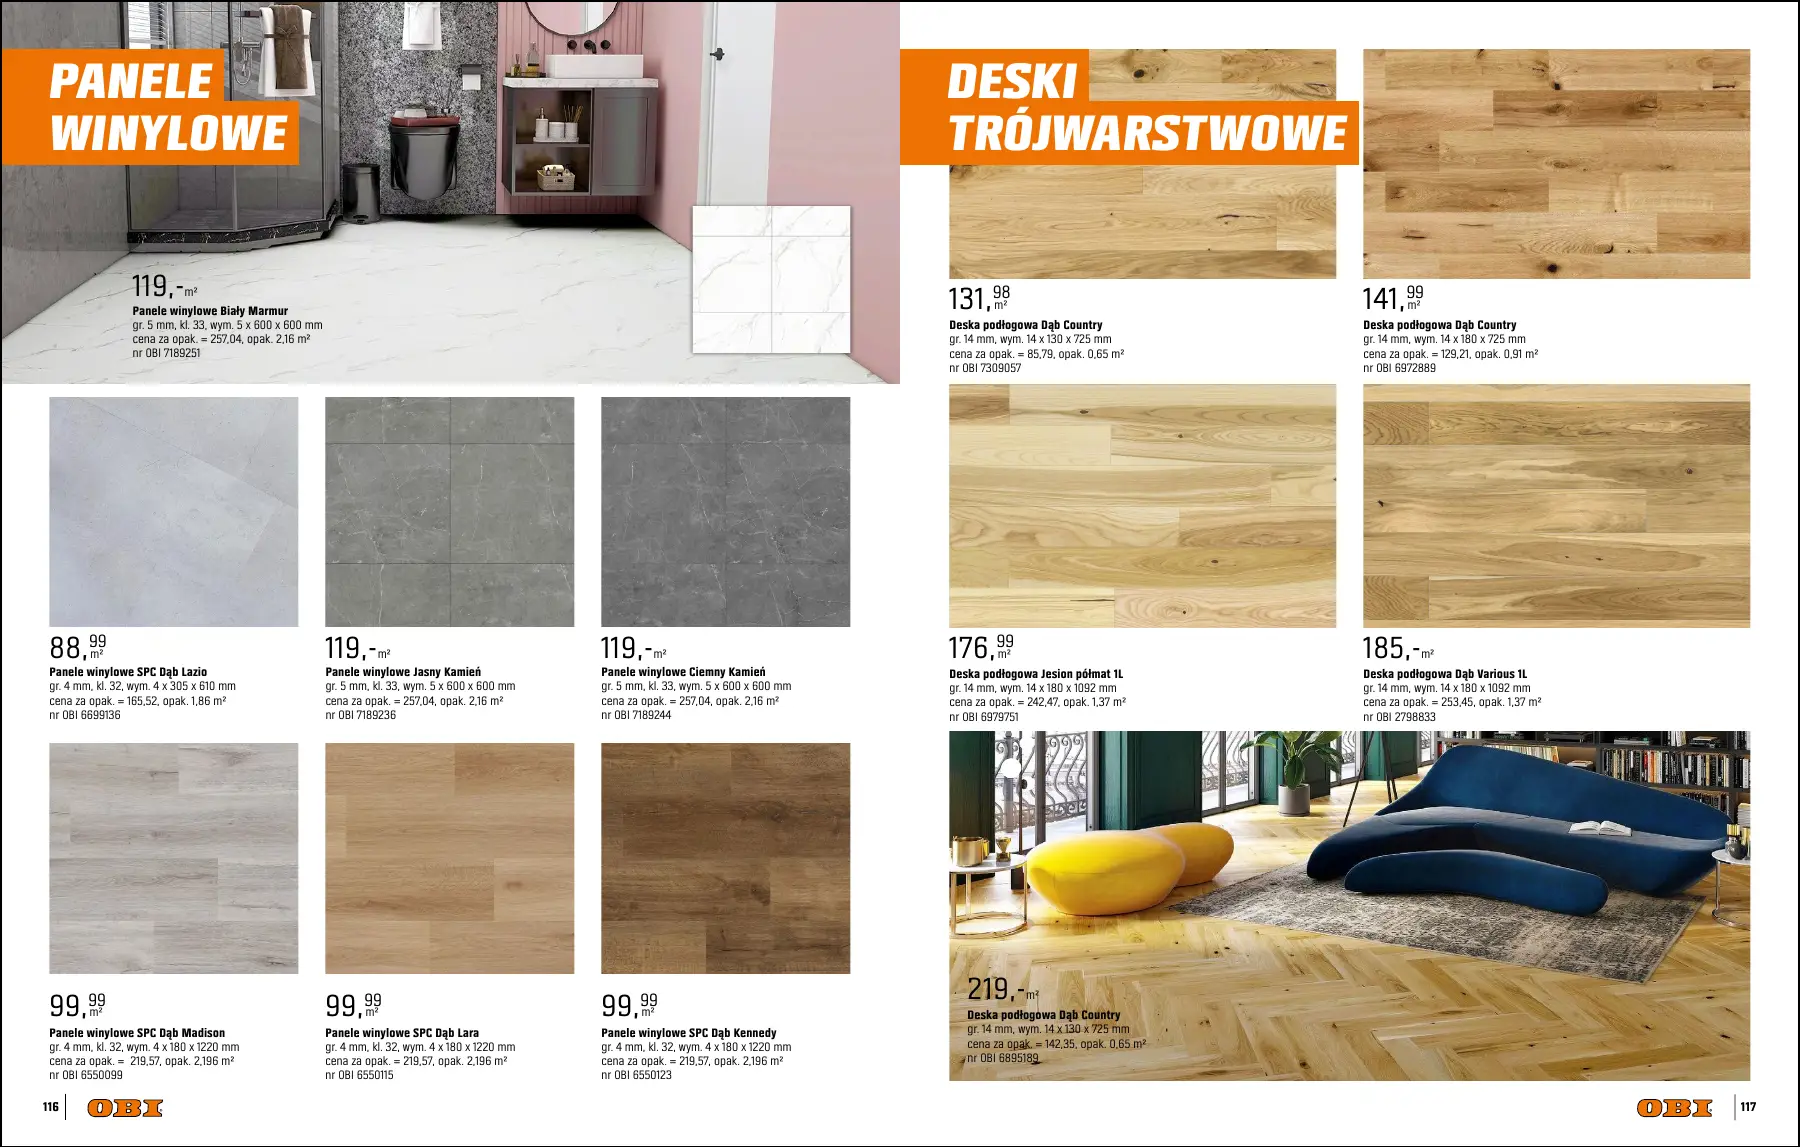 PANELE
WINYLOWE
119,-m²
Panele winylowe Biały Marmur
gr. 5 mm, kl. 33, wym. 5 x 600 x 600 mm
cena za opak. = 257,04, opak. 2,16 m²
nr OBI 7189251
88,99 m²
Panele winylowe SPC Dąb Lazio
gr. 4 mm, kl. 32, wym. 4 x 305 x 610 mm
cena za opak. = 165,52, opak. 1,86 m²
nr OBI 6699136
119,-m²
Panele winylowe Jasny Kamień
gr. 5 mm, kl. 33, wym. 5 x 600 x 600 mm
cena za opak. = 257,04, opak. 2,16 m²
nr OBI 7189236
119,-m²
Panele winylowe Ciemny Kamień
gr. 5 mm, kl. 33, wym. 5 x 600 x 600 mm
cena za opak. = 257,04, opak. 2,16 m²
nr OBI 7189244
99,99 m²
Panele winylowe SPC Dąb Madison
gr. 4 mm, kl. 32, wym. 4 x 180 x 1220 mm
cena za opak. = 219,57, opak. 2,196 m²
nr OBI 6550099
99,99 m²
Panele winylowe SPC Dąb Lara
gr. 4 mm, kl. 32, wym. 4 x 180 x 1220 mm
cena za opak. = 219,57, opak. 2,196 m²
nr OBI 6550115
99,99 m²
Panele winylowe SPC Dąb Kennedy
gr. 4 mm, kl. 32, wym. 4 x 180 x 1220 mm
cena za opak. = 219,57, opak. 2,196 m²
nr OBI 6550123
116
OBI
DESKI
TRÓJWARSTWOWE
131,98 m²
Deska podłogowa Dąb Country
gr. 14 mm, wym. 14 x 130 x 725 mm
cena za opak. = 85,79, opak. 0,65 m²
nr OBI 7309057
141,99 m²
Deska podłogowa Dąb Country
gr. 14 mm, wym. 14 x 180 x 725 mm
cena za opak. = 129,21, opak. 0,91 m²
nr OBI 6972889
176,99 m²
Deska podłogowa Jesion półmat 1L
gr. 14 mm, wym. 14 x 180 x 1092 mm
cena za opak. = 242,47, opak. 1,37 m²
nr OBI 6979751
185,-m²
Deska podłogowa Dąb Various 1L
gr. 14 mm, wym. 14 x 180 x 1092 mm
cena za opak. = 253,45, opak. 1,37 m²
nr OBI 2798833
219,-m²
Deska podłogowa Dąb Country
gr. 14 mm, wym. 14 x 130 x 725 mm
cena za opak. = 142,35, opak. 0,65 m²
nr OBI 6895189
OBI
117